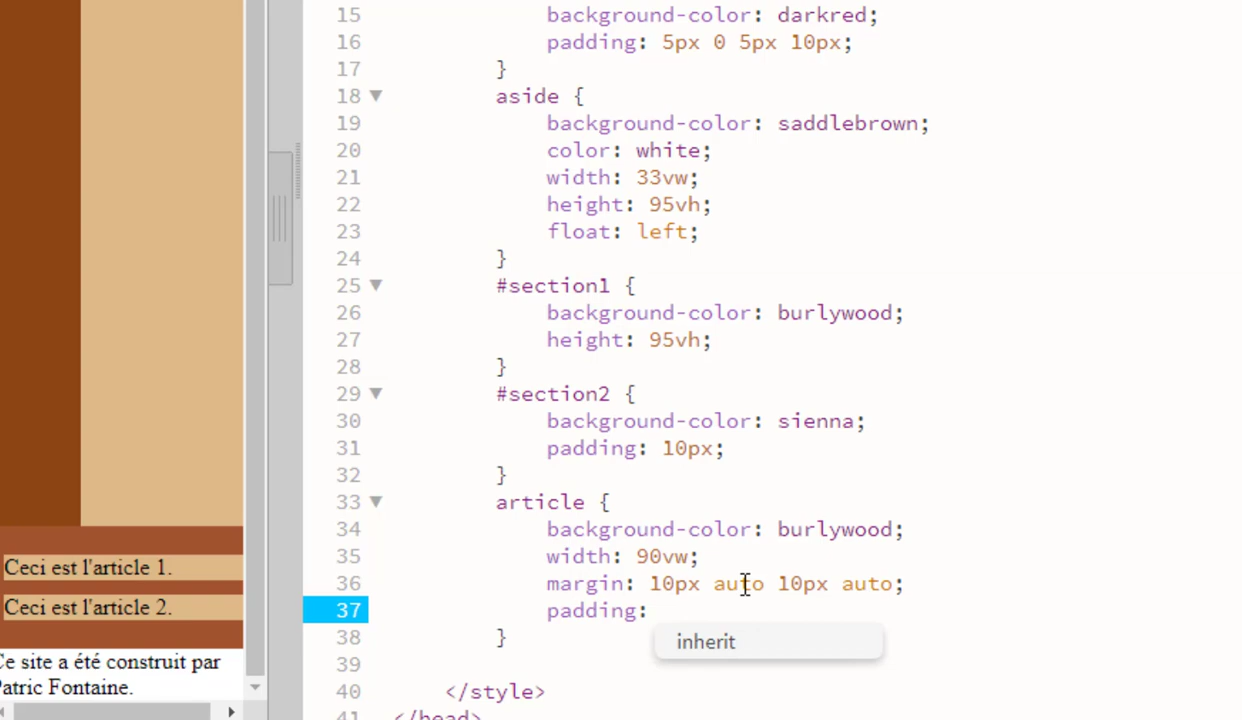 15 background-color: darkred;
16 padding: 5px 0 5px 10px;
17 }
18 aside {
19 background-color: saddlebrown;
20 color: white;
21 width: 33vw;
22 height: 95vh;
23 float: left;
24 }
25 #section1 {
26 background-color: burlywood;
27 height: 95vh;
28 }
29 #section2 {
30 background-color: sienna;
31 padding: 10px;
32 }
33 article {
34 background-color: burlywood;
35 width: 90vw;
36 margin: 10px auto 10px auto;
37 padding:
inherit
38 }
39
40 </style>
41 </head>
Ceci est l'article 1.
Ceci est l'article 2.
Ce site a été construit par
Patric Fontaine.